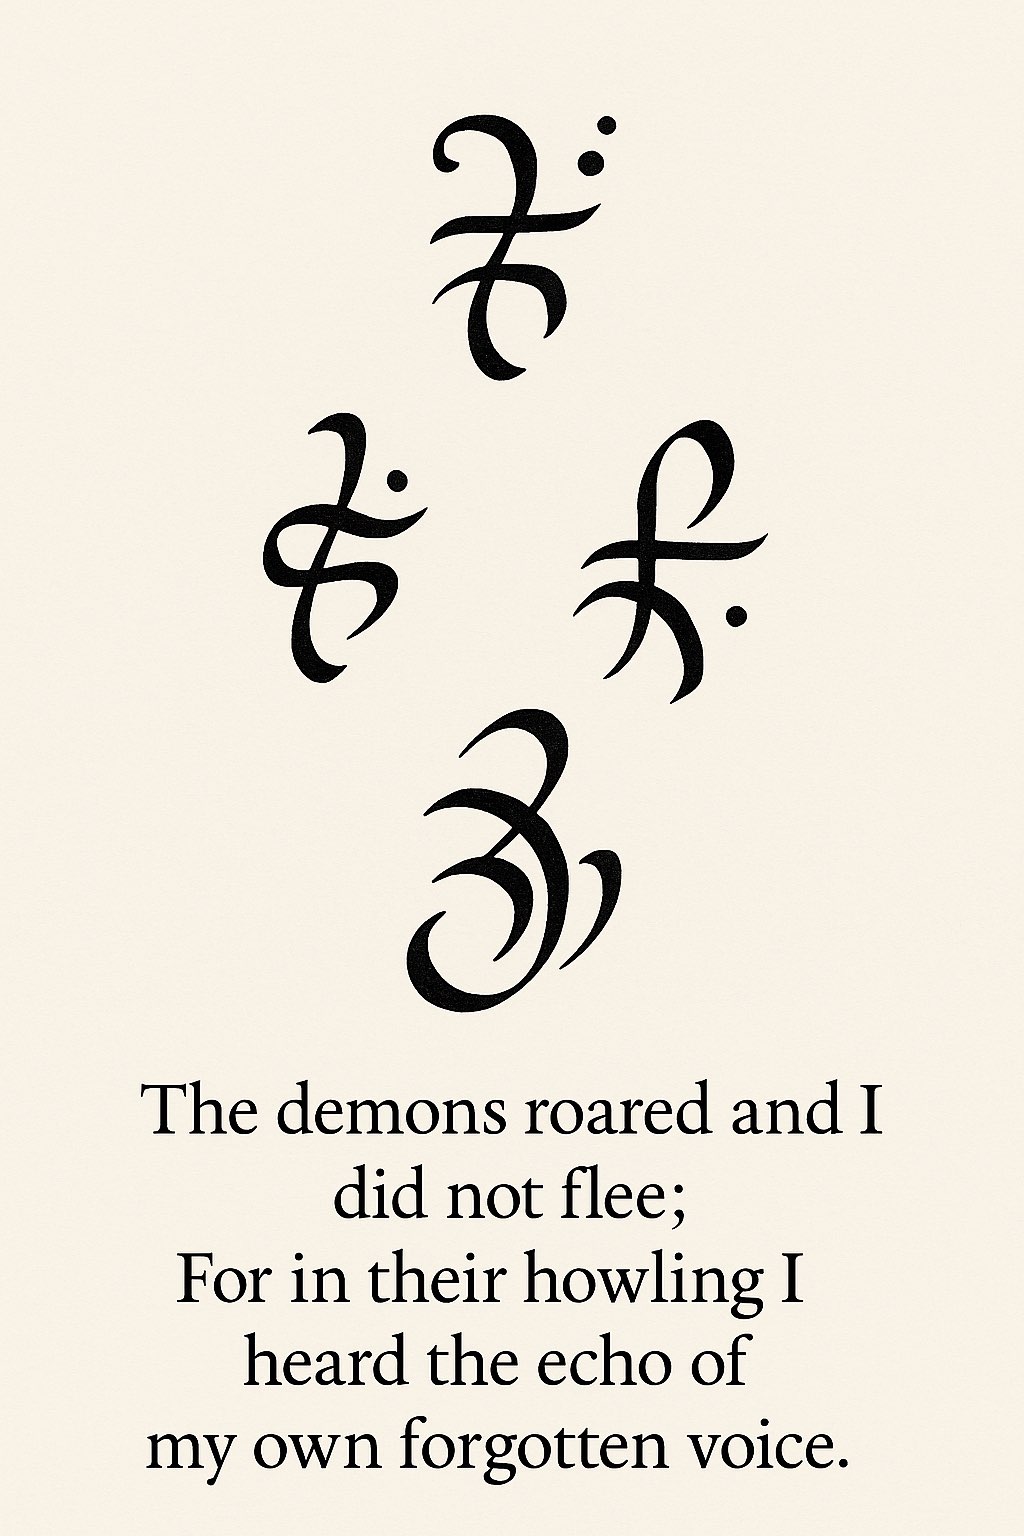 The demons roared and I
did not flee;
For in their howling I
heard the echo of
my own forgotten voice.